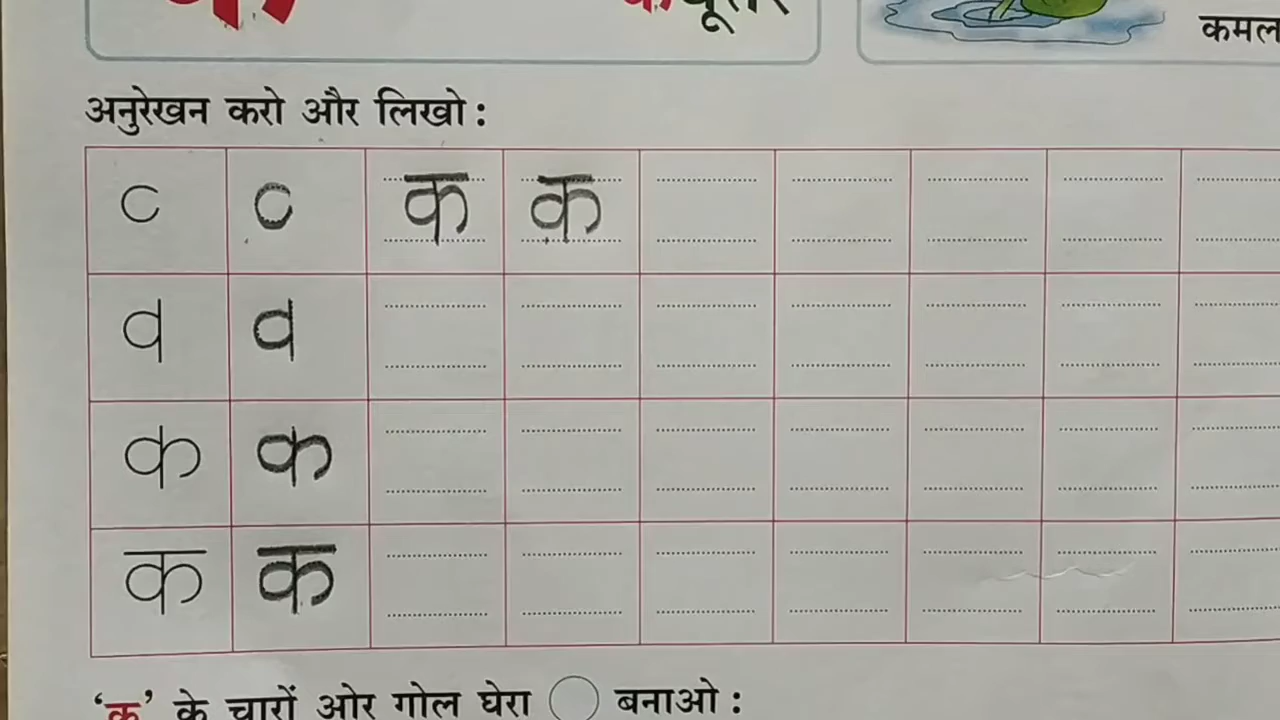 कमल
अनुरेखन करो और लिखो :
c c क क
व व
क क
क क
‘क’ के चारों ओर गोल घेरा बनाओ :